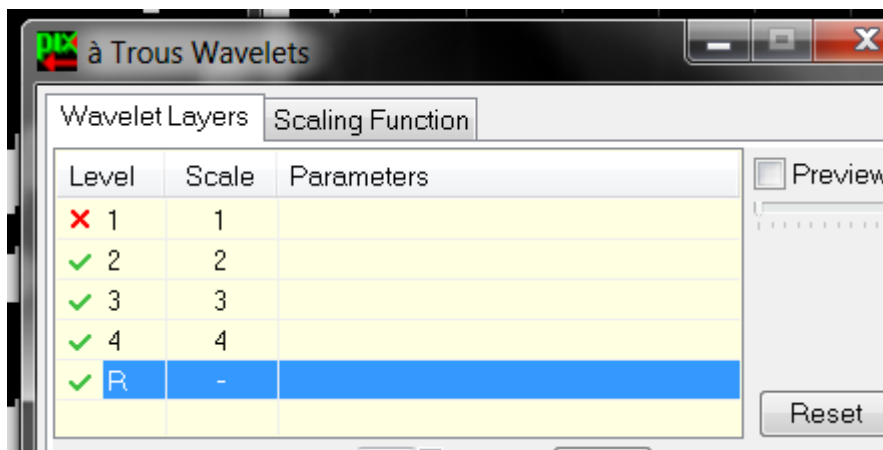 PIX à Trous Wavelets
Wavelet Layers Scaling Function
Level Scale Parameters Preview
1 1
2 2
3 3
4 4
R -
Reset